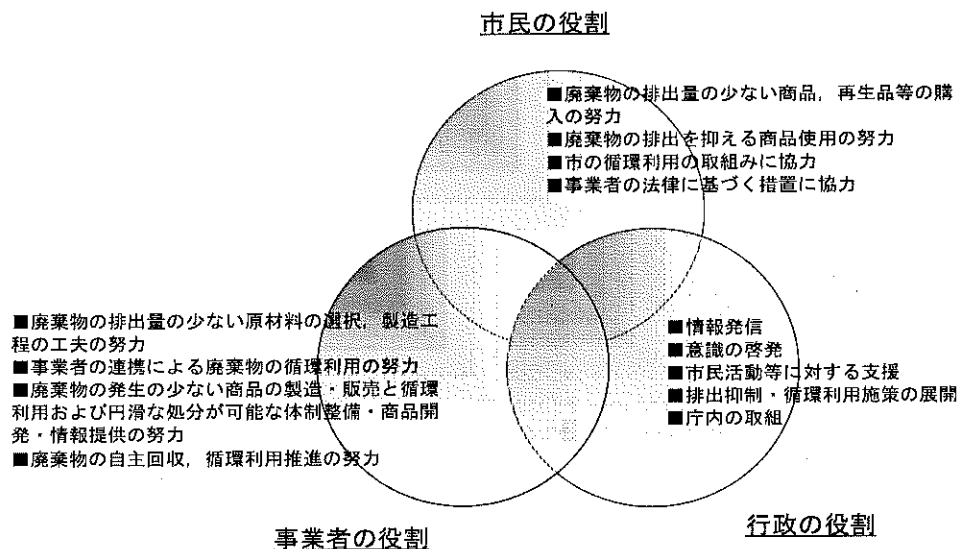 市民の役割
■廃棄物の排出量の少ない商品，再生品等の購
入の努力
■廃棄物の排出を抑える商品使用の努力
■市の循環利用の取組みに協力
■事業者の法律に基づく措置に協力
■廃棄物の排出量の少ない原材料の選択，製造工
程の工夫の努力
■事業者の連携による廃棄物の循環利用の努力
■廃棄物の発生の少ない商品の製造・販売と循環
利用および円滑な処分が可能な体制整備・商品開
発・情報提供の努力
■廃棄物の自主回収，循環利用推進の努力
事業者の役割
■情報発信
■意識の啓発
■市民活動等に対する支援
■排出抑制・循環利用施策の展開
■庁内の取組
行政の役割